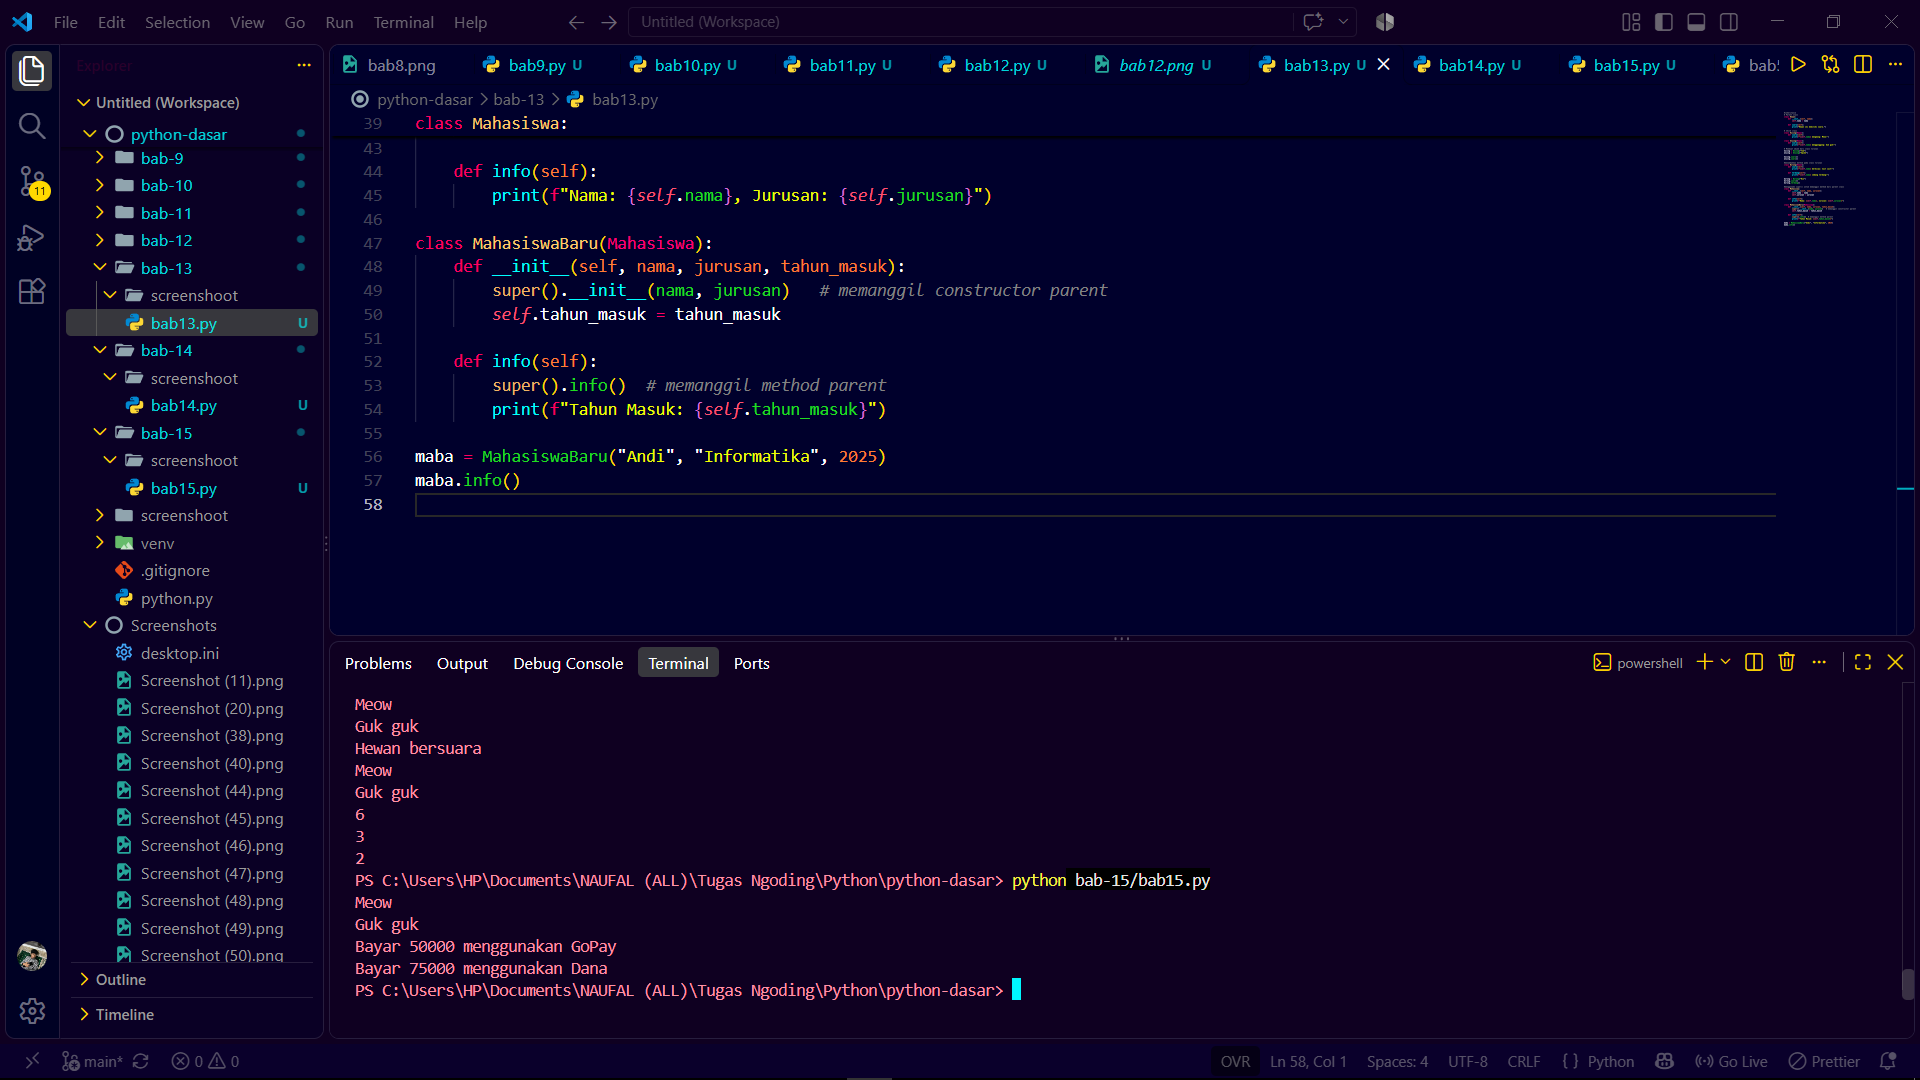 File Edit Selection View Go Run Terminal Help
Untitled (Workspace)
Explorer
Untitled (Workspace)
python-dasar
bab-9
bab-10
bab-11
bab-12
bab-13
screenshoot
bab13.py U
bab-14
screenshoot
bab14.py U
bab-15
screenshoot
bab15.py U
screenshoot
venv
.gitignore
python.py
Screenshots
desktop.ini
Screenshot (11).png
Screenshot (20).png
Screenshot (38).png
Screenshot (40).png
Screenshot (44).png
Screenshot (45).png
Screenshot (46).png
Screenshot (47).png
Screenshot (48).png
Screenshot (49).png
Screenshot (50).png
Outline
Timeline
11
bab8.png bab9.py U bab10.py U bab11.py U bab12.py U bab12.png U bab13.py U bab14.py U bab15.py U
python-dasar > bab-13 > bab13.py
39 class Mahasiswa:
43
44 def info(self):
45 print(f"Nama: {self.nama}, Jurusan: {self.jurusan}")
46
47 class MahasiswaBaru(Mahasiswa):
48 def __init__(self, nama, jurusan, tahun_masuk):
49 super().__init__(nama, jurusan) # memanggil constructor parent
50 self.tahun_masuk = tahun_masuk
51
52 def info(self):
53 super().info() # memanggil method parent
54 print(f"Tahun Masuk: {self.tahun_masuk}")
55
56 maba = MahasiswaBaru("Andi", "Informatika", 2025)
57 maba.info()
58
Problems Output Debug Console Terminal Ports
powershell
Meow
Guk guk
Hewan bersuara
Meow
Guk guk
6
3
2
PS C:\Users\HP\Documents\NAUFAL (ALL)\Tugas Ngoding\Python\python-dasar> python bab-15/bab15.py
Meow
Guk guk
Bayar 50000 menggunakan GoPay
Bayar 75000 menggunakan Dana
PS C:\Users\HP\Documents\NAUFAL (ALL)\Tugas Ngoding\Python\python-dasar>
main* 0 0
OVR Ln 58, Col 1 Spaces: 4 UTF-8 CRLF { } Python Go Live Prettier